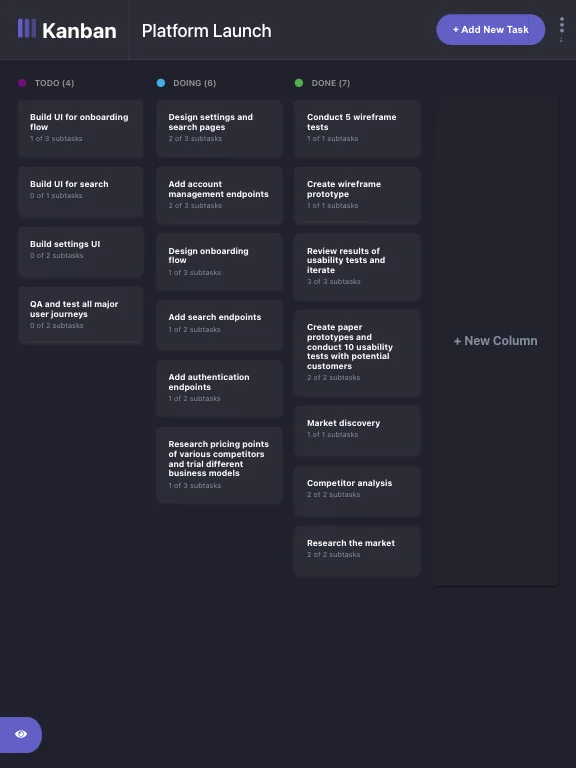 Kanban
Platform Launch
+ Add New Task
TODO (4)
Build UI for onboarding
flow
1 of 3 subtasks
Build UI for search
0 of 1 subtasks
Build settings UI
0 of 2 subtasks
QA and test all major
user journeys
0 of 2 subtasks
DOING (6)
Design settings and
search pages
2 of 3 subtasks
Add account
management endpoints
2 of 3 subtasks
Design onboarding
flow
1 of 3 subtasks
Add search endpoints
1 of 2 subtasks
Add authentication
endpoints
1 of 2 subtasks
Research pricing points
of various competitors
and trial different
business models
1 of 3 subtasks
DONE (7)
Conduct 5 wireframe
tests
1 of 1 subtasks
Create wireframe
prototype
1 of 1 subtasks
Review results of
usability tests and
iterate
3 of 3 subtasks
Create paper
prototypes and
conduct 10 usability
tests with potential
customers
2 of 2 subtasks
Market discovery
1 of 1 subtasks
Competitor analysis
2 of 2 subtasks
Research the market
2 of 2 subtasks
+ New Column